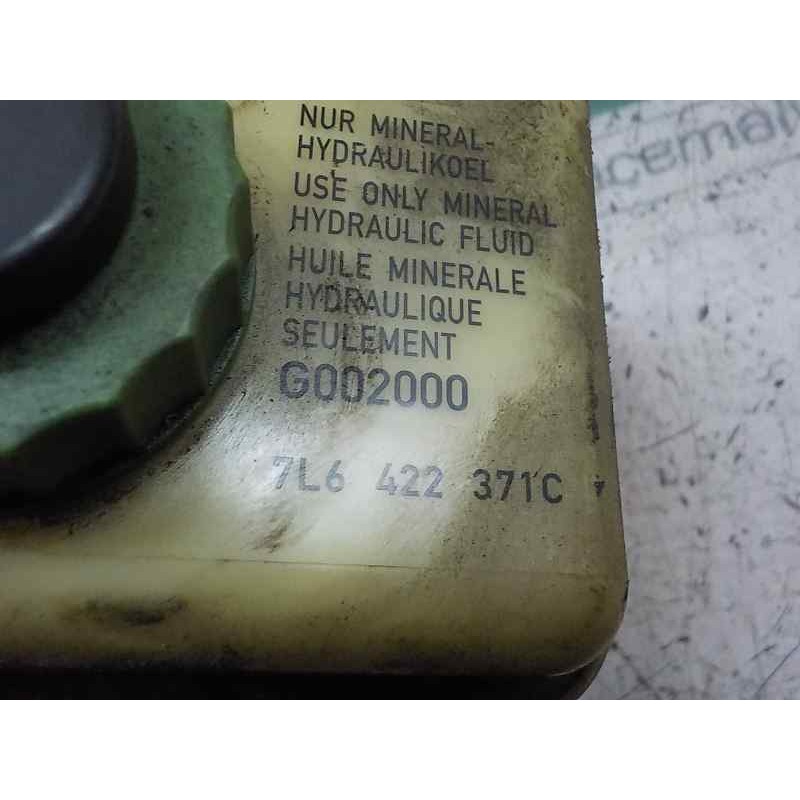 NUR MINERAL-
HYDRAULIKOEL
USE ONLY MINERAL
HYDRAULIC FLUID
HUILE MINERALE
HYDRAULIQUE
SEULEMENT
G002000
7L6 422 371C